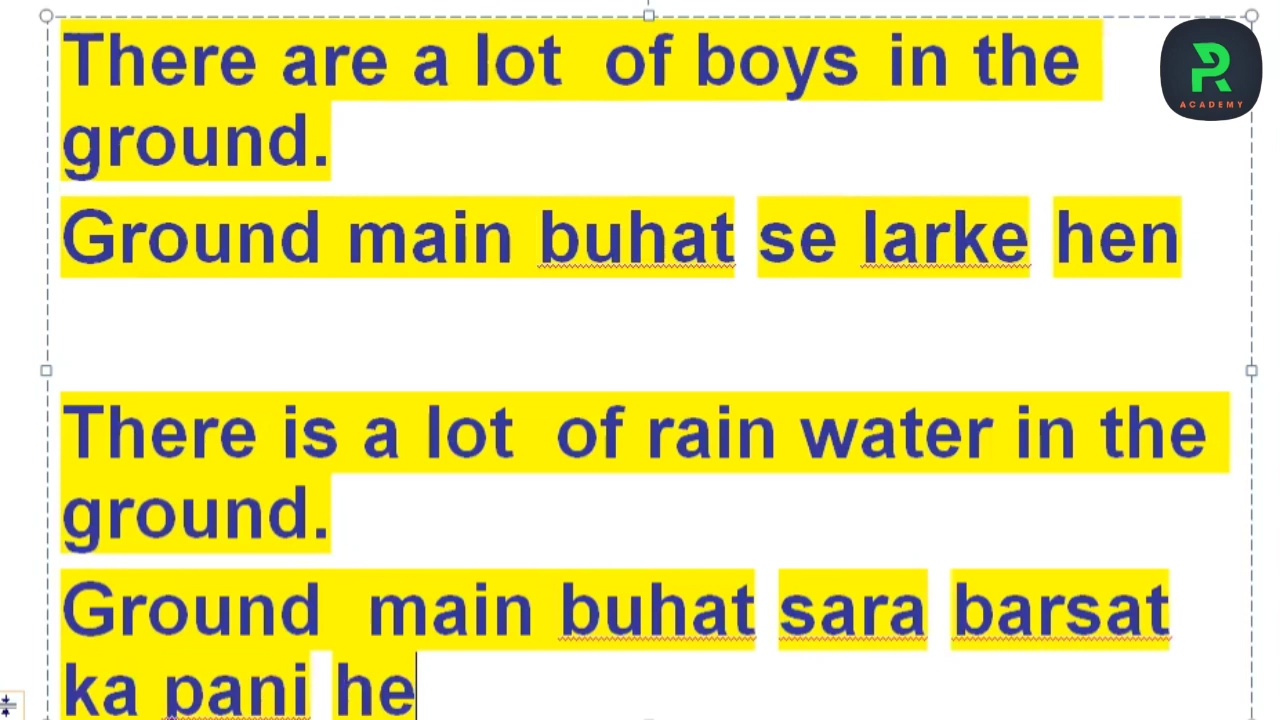 There are a lot  of boys in the
ground.
Ground main buhat se larke hen
There is a lot  of rain water in the
ground.
Ground  main buhat sara barsat
ka pani he
ACADEMY